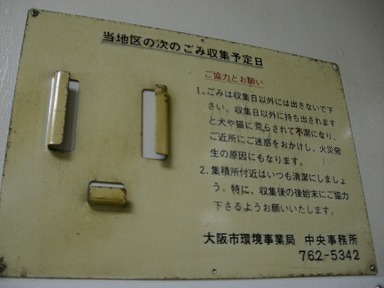 当地区の次のごみ収集予定日
ご協力とお願い
1.ごみは収集日以外には出さないで下
さい。収集日以外に持ち出されます
と犬や猫に荒らされて不潔になり、
ご近所にご迷惑をおかけし、火災発
生の原因にもなります。
2.集積所付近はいつも清潔にしましょ
う。特に、収集後の後始末にご協力
下さるようお願いいたします。
大阪市環境事業局 中央事務所
762-5342